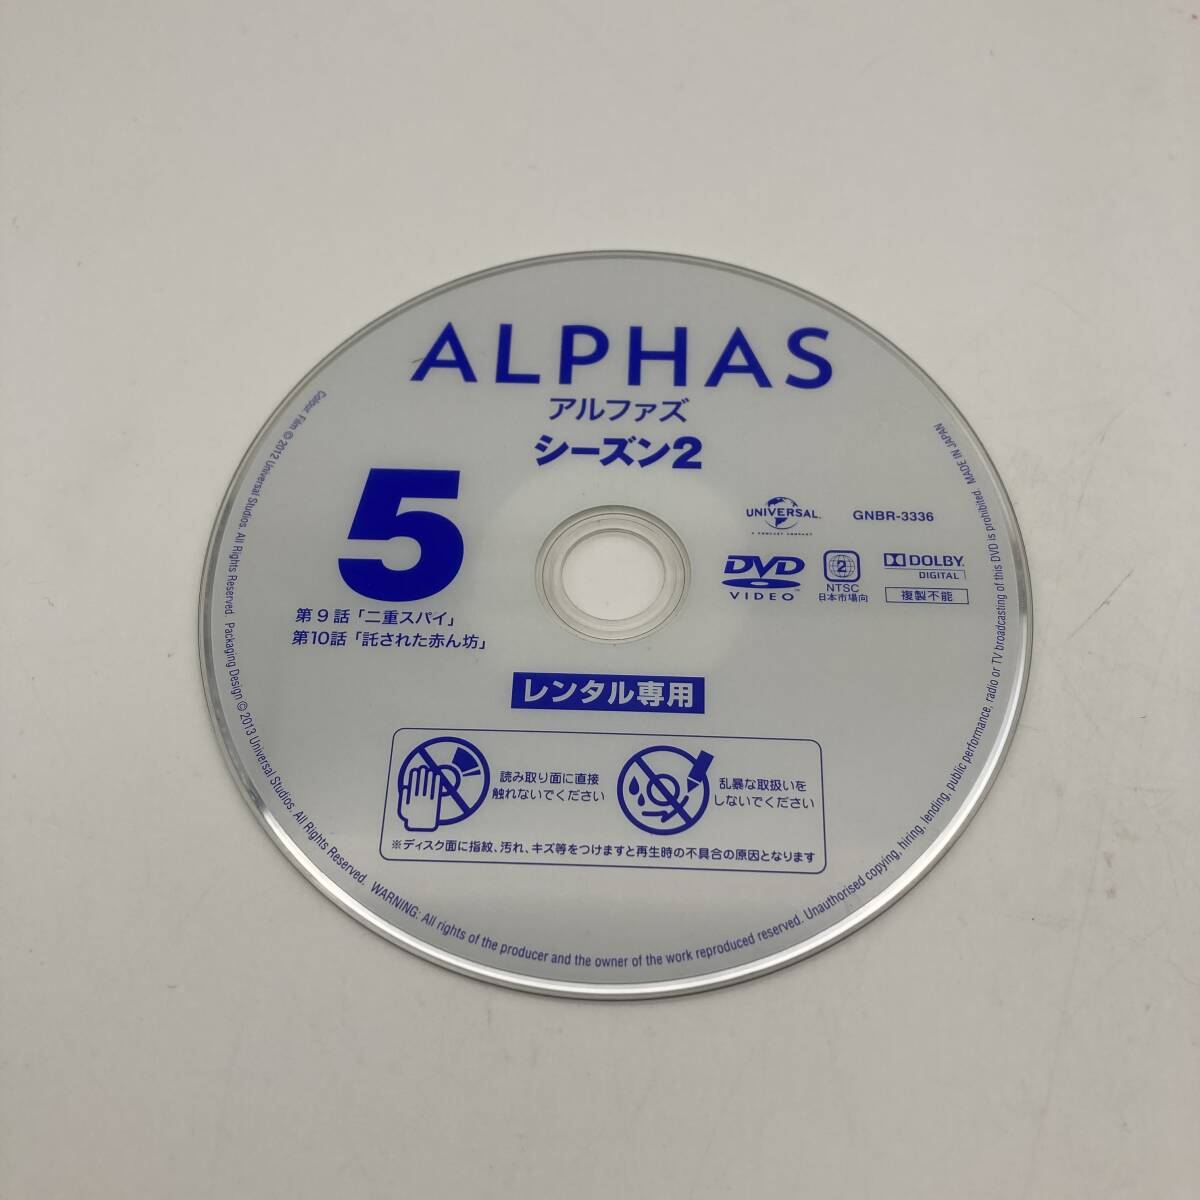 ALPHAS
アルファズ
シーズン2
5
第9話「二重スパイ」
第10話「託された赤ん坊」
UNIVERSAL
A COMCAST COMPANY
GNBR-3336
DVD
VIDEO
2
NTSC
日本市場向
DOLBY
DIGITAL
複製不能
レンタル専用
読み取り面に直接
触れないでください
乱暴な取扱いを
しないでください
※ディスク面に指紋、汚れ、キズ等をつけますと再生時の不具合の原因となります
Colour. Film © 2012 Universal Studios. All Rights Reserved. Packaging Design © 2013 Universal Studios. All Rights Reserved. WARNING: All rights of the producer and the owner of the work reproduced reserved. Unauthorised copying, hiring, lending, public performance, radio or TV broadcasting of this DVD is prohibited. MADE IN JAPAN